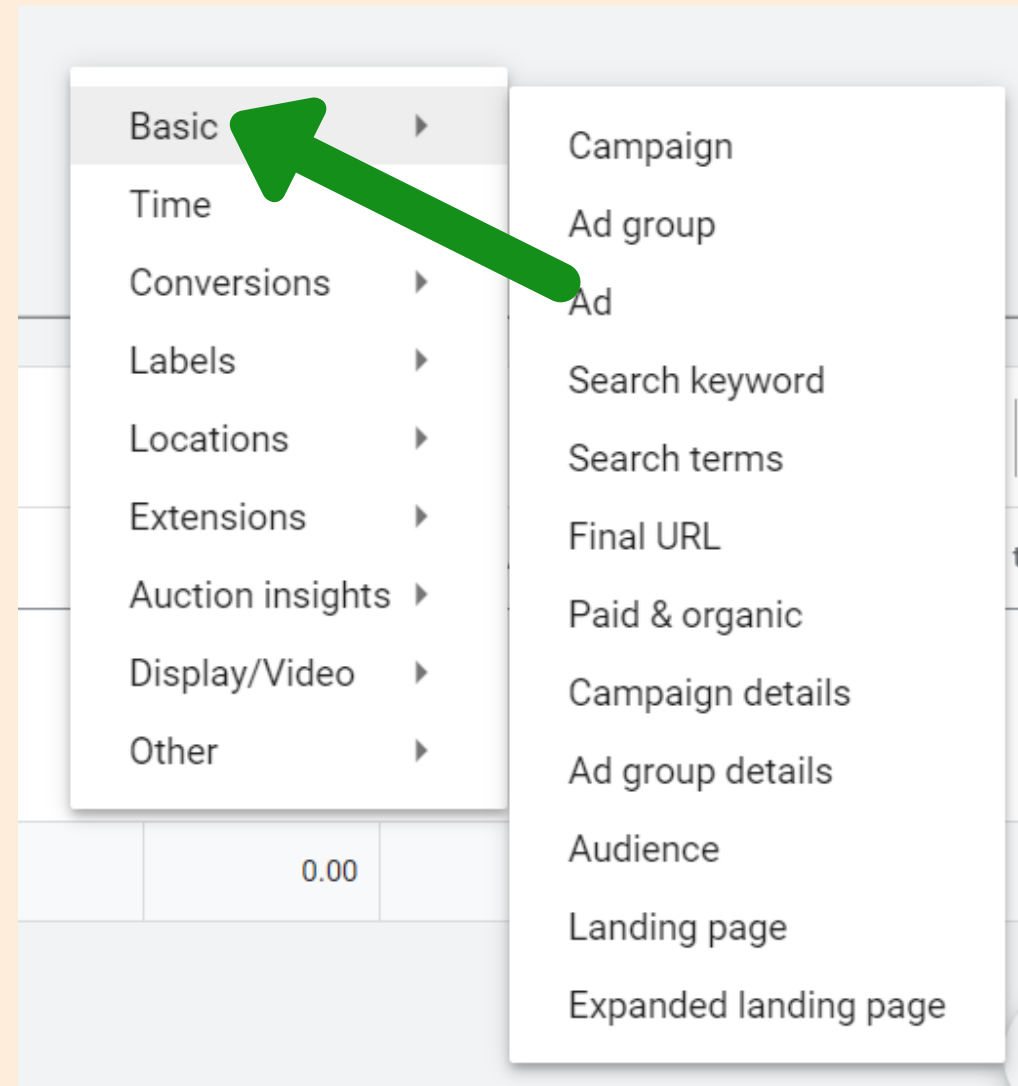 Basic
Time
Conversions
Labels
Locations
Extensions
Auction insights
Display/Video
Other
Campaign
Ad group
Ad
Search keyword
Search terms
Final URL
Paid & organic
Campaign details
Ad group details
Audience
Landing page
Expanded landing page
0.00